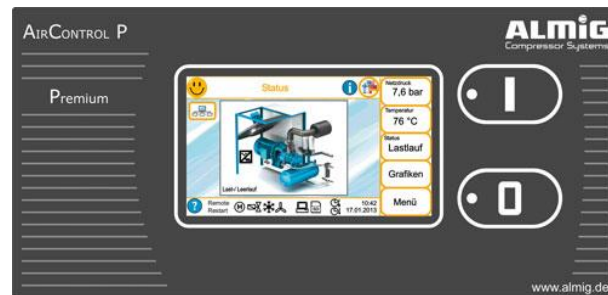 AIRCONTROL P
Premium
ALMiG
Compressor Systems
Status
i
Netzdruck
7,6 bar
Temperatur
76 °C
Status
Lastlauf
Grafiken
Menü
Last-/ Leerlauf
?
Remote
Restart
H
10:42
17.01.2013
I
0
www.almig.de